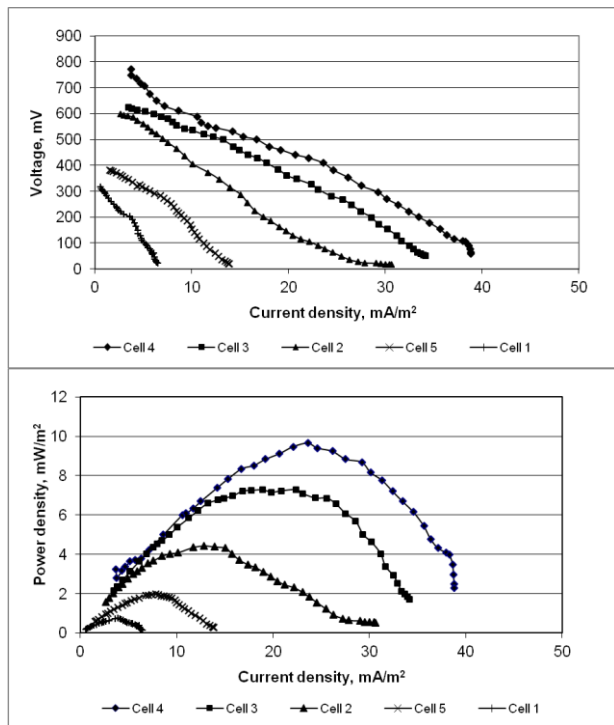 900
800
700
600
500
400
300
200
100
0
Voltage, mV
0 10 20 30 40 50
Current density, mA/m²
Cell 4 Cell 3 Cell 2 Cell 5 Cell 1
12
10
8
6
4
2
0
Power density, mW/m²
0 10 20 30 40 50
Current density, mA/m²
Cell 4 Cell 3 Cell 2 Cell 5 Cell 1